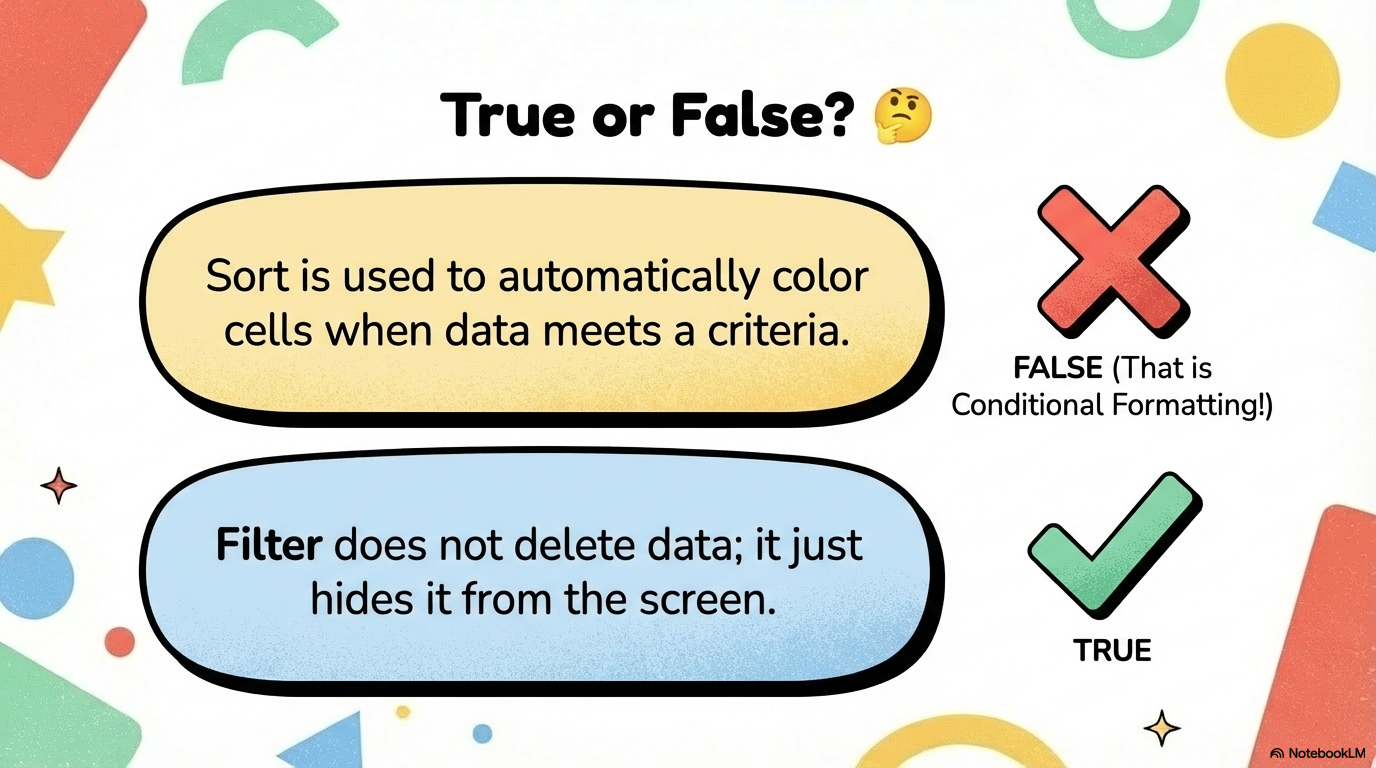 True or False? 🤔
Sort is used to automatically color
cells when data meets a criteria.
FALSE (That is
Conditional Formatting!)
Filter does not delete data; it just
hides it from the screen.
TRUE
NotebookLM